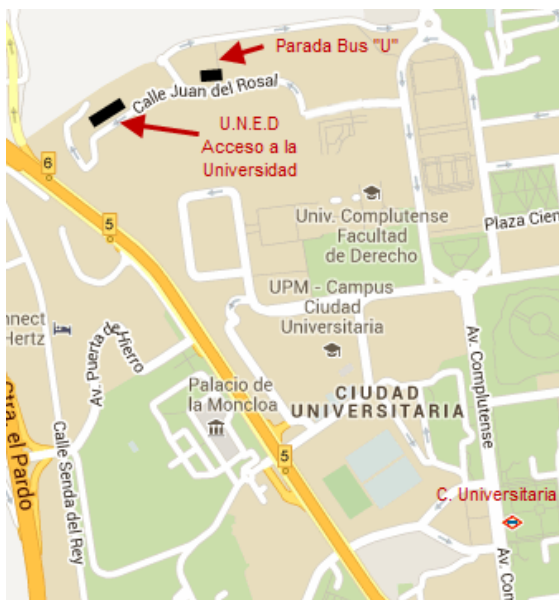 Parada Bus "U"
Calle Juan del Rosal
U.N.E.D
Acceso a la
Universidad
6
5
Univ. Complutense
Facultad
de Derecho
Plaza Cien
UPM - Campus
Ciudad
Universitaria
nnect
Hertz
Av. Puerta de Hierro
Palacio de
la Moncloa
CIUDAD
UNIVERSITARIA
Av. Complutense
Ctra. el Pardo
Calle Senda del Rey
5
C. Universitaria
Av. Com